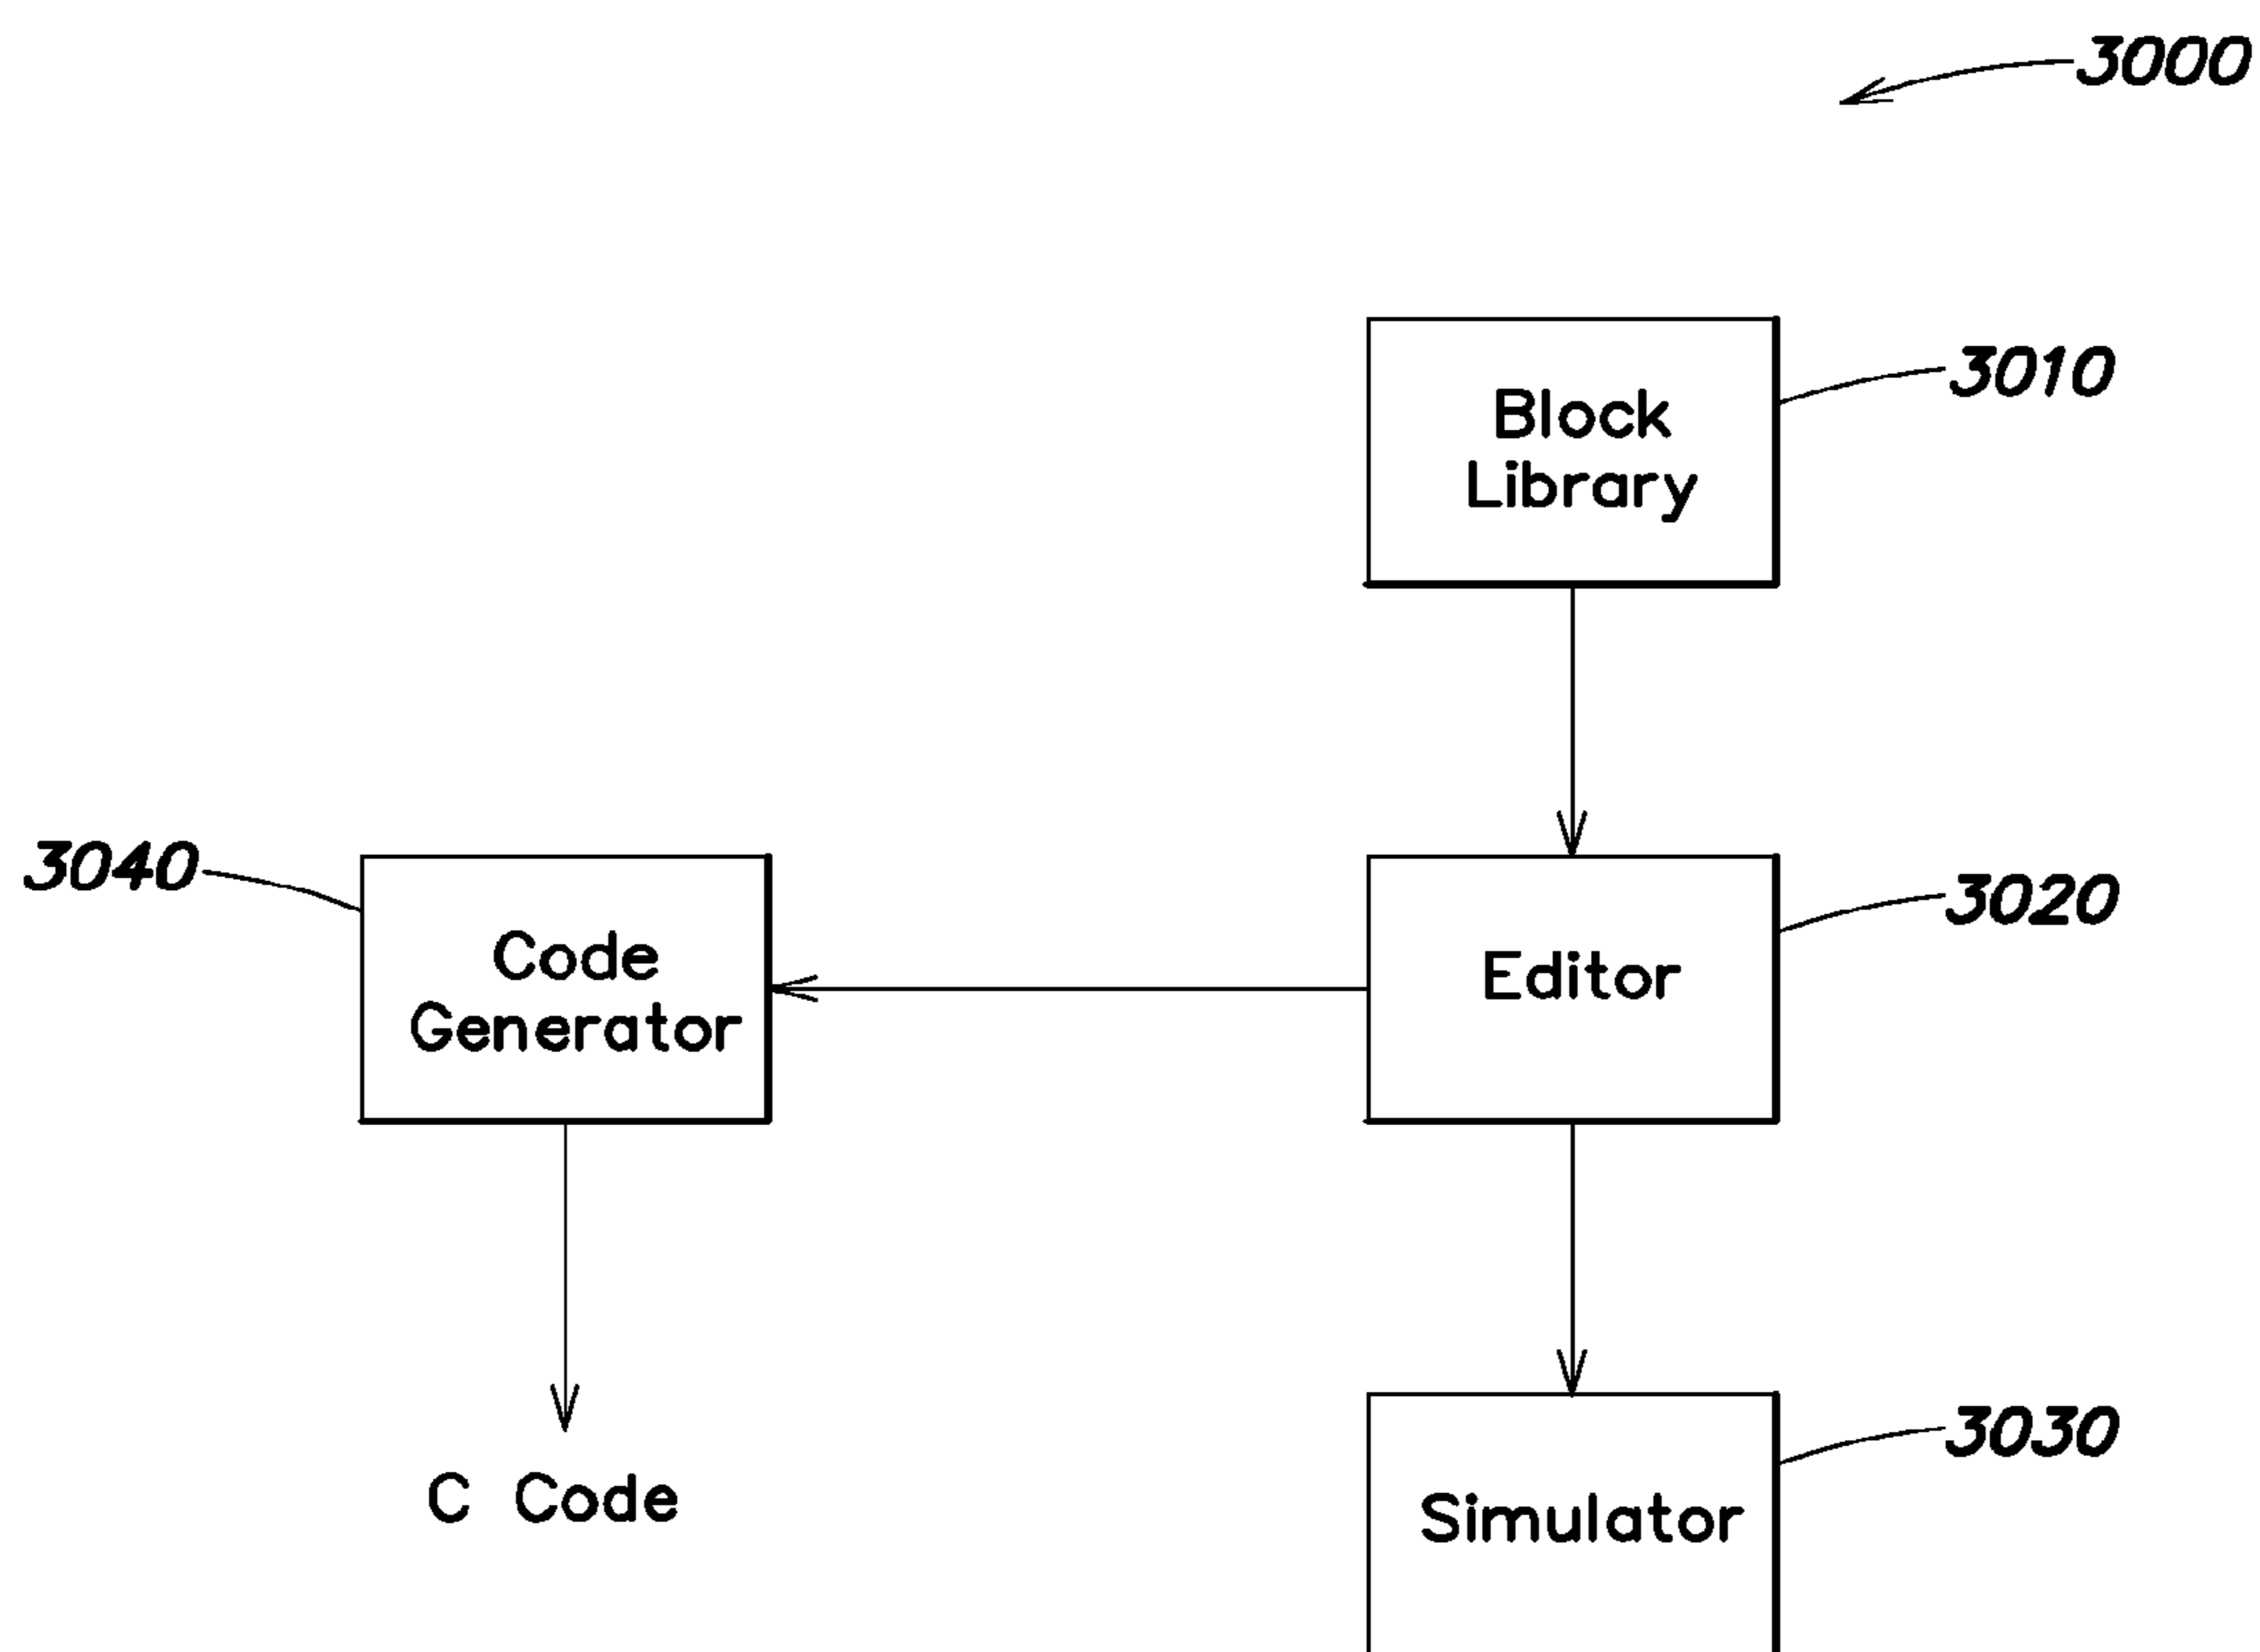 3000
Block
Library
3010
3040
Code
Generator
Editor
3020
C Code
Simulator
3030